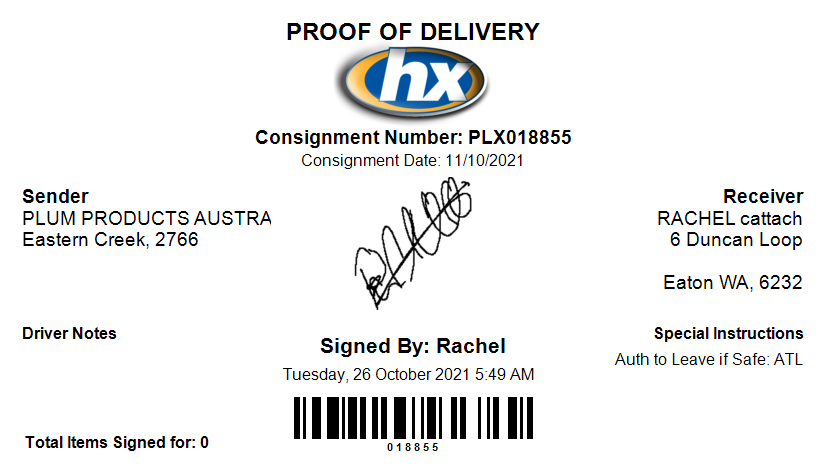 PROOF OF DELIVERY
hx
Consignment Number: PLX018855
Consignment Date: 11/10/2021
Sender
PLUM PRODUCTS AUSTRA
Eastern Creek, 2766
Receiver
RACHEL cattach
6 Duncan Loop
Eaton WA, 6232
Driver Notes
Signed By: Rachel
Tuesday, 26 October 2021 5:49 AM
Special Instructions
Auth to Leave if Safe: ATL
Total Items Signed for: 0
018855